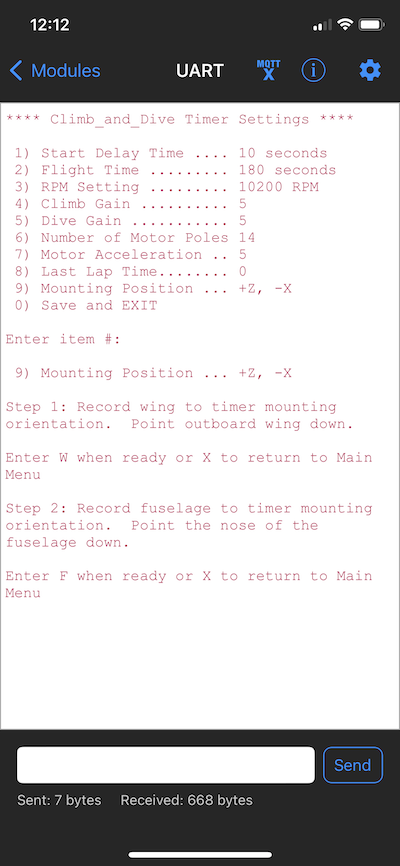 12:12
Modules
UART
MQTT
X
i
**** Climb_and_Dive Timer Settings ****
1) Start Delay Time .... 10 seconds
2) Flight Time ......... 180 seconds
3) RPM Setting ......... 10200 RPM
4) Climb Gain .......... 5
5) Dive Gain ........... 5
6) Number of Motor Poles 14
7) Motor Acceleration .. 5
8) Last Lap Time........ 0
9) Mounting Position ... +Z, -X
0) Save and EXIT
Enter item #:
9) Mounting Position ... +Z, -X
Step 1: Record wing to timer mounting
orientation.  Point outboard wing down.
Enter W when ready or X to return to Main
Menu
Step 2: Record fuselage to timer mounting
orientation.  Point the nose of the
fuselage down.
Enter F when ready or X to return to Main
Menu
Send
Sent: 7 bytes
Received: 668 bytes